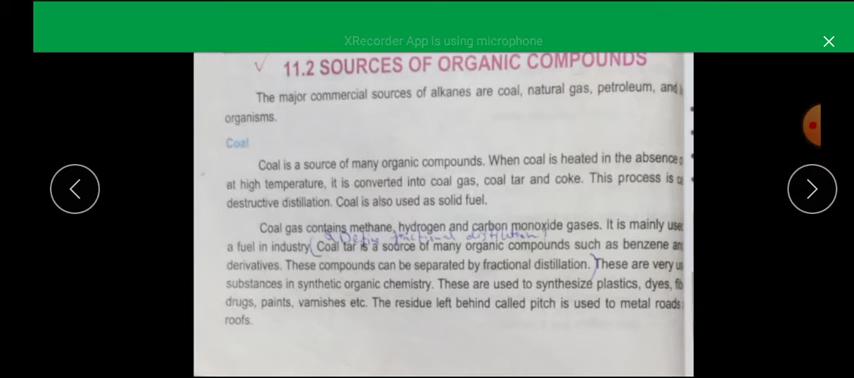 XRecorder App Is using microphone
11.2 SOURCES OF ORGANIC COMPOUNDS
The major commercial sources of alkanes are coal, natural gas, petroleum, and
organisms.
Coal
Coal is a source of many organic compounds. When coal is heated in the absence
at high temperature, it is converted into coal gas, coal tar and coke. This process is
destructive distillation. Coal is also used as solid fuel.
Coal gas contains methane, hydrogen and carbon monoxide gases. It is mainly use
Define fractional distillation
a fuel in industry (Coal tar is a source of many organic compounds such as benzene an
derivatives. These compounds can be separated by fractional distillation.) These are very u
substances in synthetic organic chemistry. These are used to synthesize plastics, dyes,
drugs, paints, varnishes etc. The residue left behind called pitch is used to metal roads
roofs.